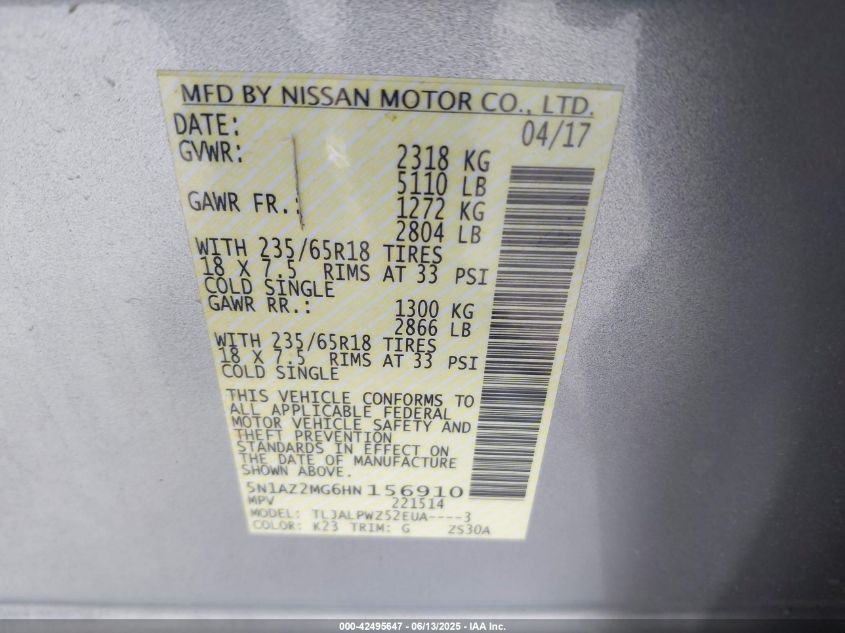 MFD BY NISSAN MOTOR CO., LTD.
DATE: 04/17
GVWR: 2318 KG
5110 LB
GAWR FR.: 1272 KG
2804 LB
WITH 235/65R18 TIRES
18 X 7.5 RIMS AT 33 PSI
COLD SINGLE
GAWR RR.: 1300 KG
2866 LB
WITH 235/65R18 TIRES
18 X 7.5 RIMS AT 33 PSI
COLD SINGLE
THIS VEHICLE CONFORMS TO
ALL APPLICABLE FEDERAL
MOTOR VEHICLE SAFETY AND
THEFT PREVENTION
STANDARDS IN EFFECT ON
THE DATE OF MANUFACTURE
SHOWN ABOVE.
5N1AZ2MG6HN 156910
MPV 221514
MODEL: TLJALPWZ52EUA----3
COLOR: K23 TRIM: G ZS30A
000-42495647 - 06/13/2025 - IAA Inc.